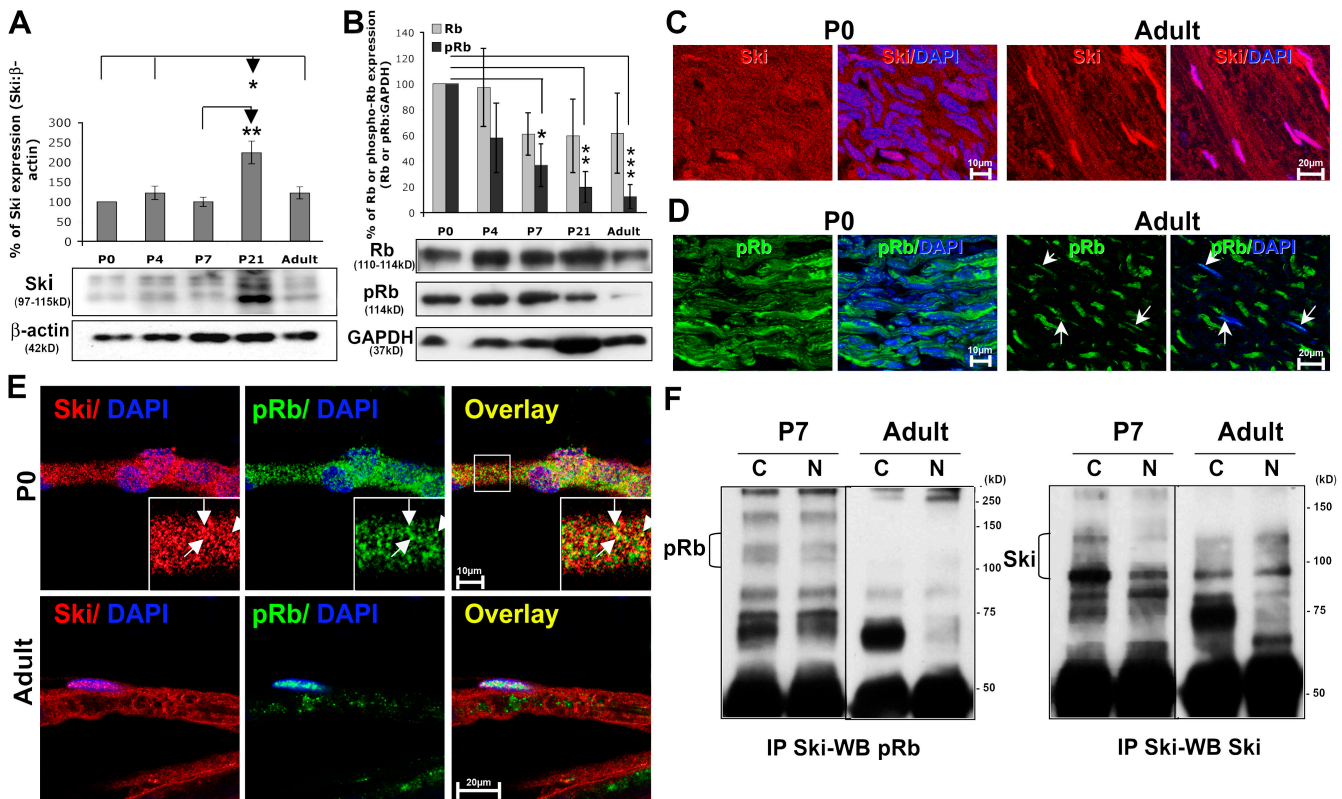 A
% of Ski expression (Ski:β-
actin)
300
250
200
150
100
50
0
*
**
P0 P4 P7 P21 Adult
Ski
(97-115kD)
β-actin
(42kD)
B
% of Rb or phospho-Rb expression
(Rb or pRb:GAPDH)
140
120
100
80
60
40
20
0
Rb
pRb
*
**
***
P0 P4 P7 P21 Adult
Rb
(110-114kD)
pRb
(114kD)
GAPDH
(37kD)
C
P0 Adult
Ski Ski/DAPI Ski Ski/DAPI
10µm 20µm
D
P0 Adult
pRb pRb/DAPI pRb pRb/DAPI
10µm 20µm
E
P0
Ski/ DAPI pRb/ DAPI Overlay
10µm
Adult
Ski/ DAPI pRb/ DAPI Overlay
20µm
F
P7 Adult
C N C N
(kD)
pRb
- 250
- 150
- 100
- 75
- 50
IP Ski-WB pRb
P7 Adult
C N C N
(kD)
Ski
- 150
- 100
- 75
- 50
IP Ski-WB Ski